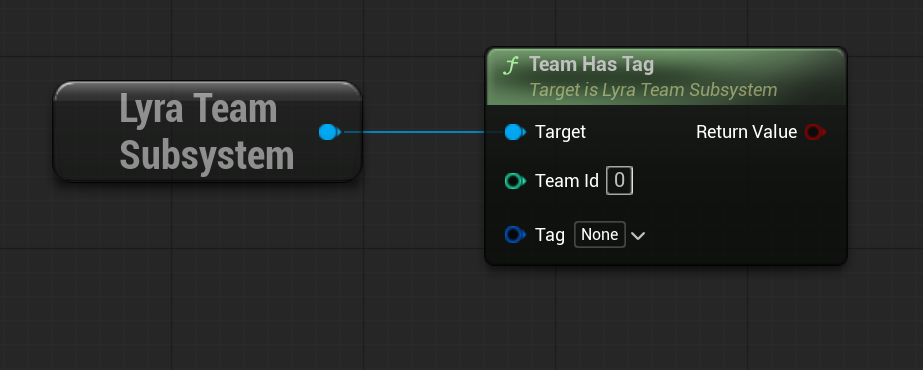 Lyra Team
Subsystem
f Team Has Tag
Target is Lyra Team Subsystem
Target
Return Value
Team Id 0
Tag None